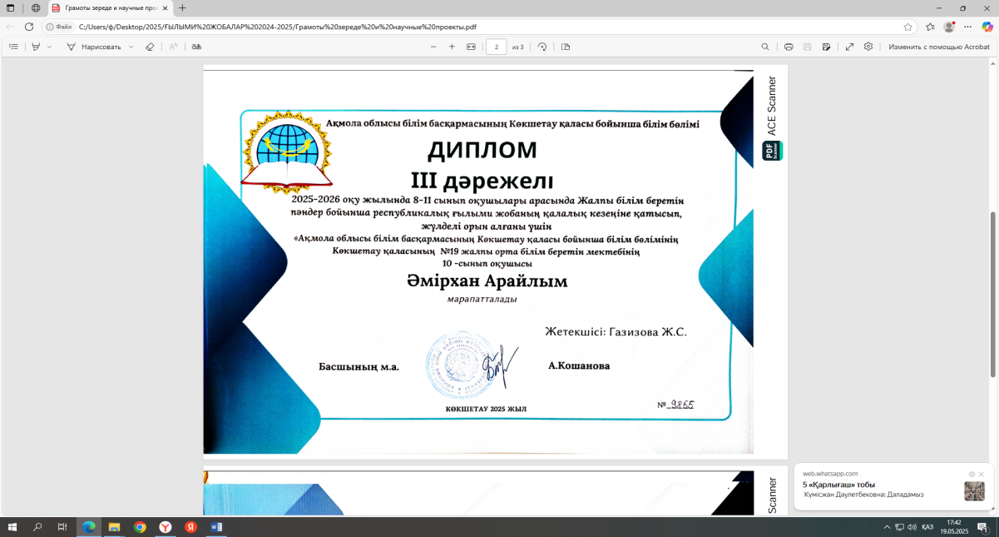 Грамоты зереде и научные про
Файл C:/Users/ф/Desktop/2025/ҒЫЛЫМИ%20ЖОБАЛАР%202024-2025/Грамоты%20зереде%20и%20научные%20проекты.pdf
Нарисовать
2 из 3
Изменить с помощью Acrobat
ACE Scanner
PDF Scanner
Ақмола облысы білім басқармасының Көкшетау қаласы бойынша білім бөлімі
ДИПЛОМ
III дәрежелі
2025-2026 оқу жылында 8-11 сынып оқушылары арасында Жалпы білім беретін
пәндер бойынша республикалық ғылыми жобаның қалалық кезеңіне қатысып,
жүлделі орын алғаны үшін
«Ақмола облысы білім басқармасының Көкшетау қаласы бойынша білім бөлімінің
Көкшетау қаласының №19 жалпы орта білім беретін мектебінің
10 -сынып оқушысы
Әмірхан Арайлым
марапатталады
Жетекшісі: Газизова Ж.С.
Басшының м.а.
А.Кошанова
№ 9865
КӨКШЕТАУ 2025 ЖЫЛ
Scanner
web.whatsapp.com
5 «Қарлығаш» тобы
Күмісжан Даулетбековна: Даладамыз
ҚАЗ
17:42
19.05.2025